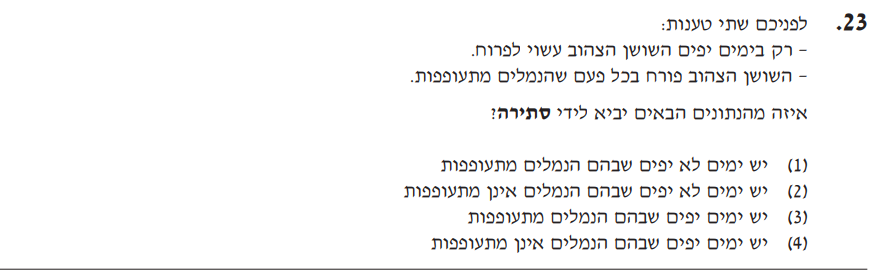 23. לפניכם שתי טענות:
– רק בימים יפים השושן הצהוב עשוי לפרוח.
– השושן הצהוב פורח בכל פעם שהנמלים מתעופפות.
איזה מהנתונים הבאים יביא לידי סתירה?
(1) יש ימים לא יפים שבהם הנמלים מתעופפות
(2) יש ימים לא יפים שבהם הנמלים אינן מתעופפות
(3) יש ימים יפים שבהם הנמלים מתעופפות
(4) יש ימים יפים שבהם הנמלים אינן מתעופפות